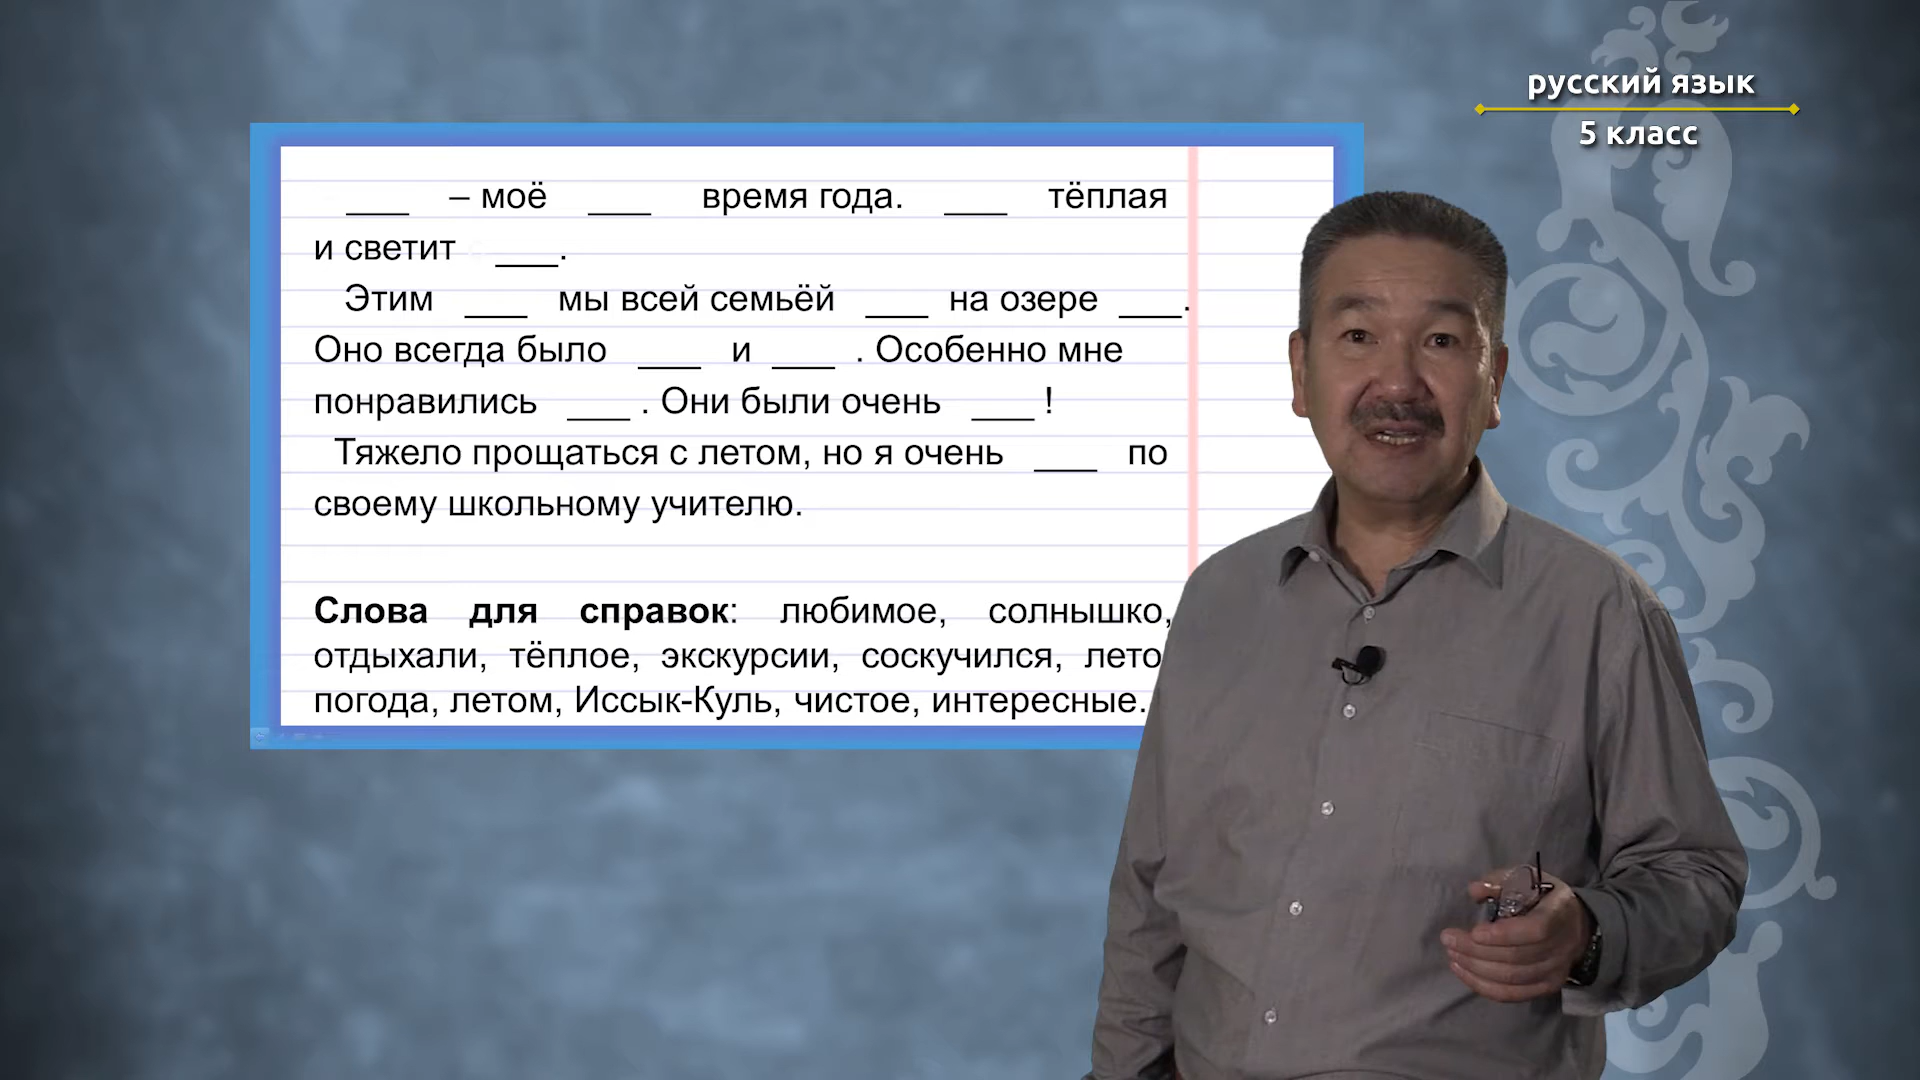 русский язык
5 класс
___ – моё ___ время года. ___ тёплая
и светит ___.
Этим ___ мы всей семьёй ___ на озере ___.
Оно всегда было ___ и ___ . Особенно мне
понравились ___ . Они были очень ___ !
Тяжело прощаться с летом, но я очень ___ по
своему школьному учителю.
Слова для справок: любимое, солнышко,
отдыхали, тёплое, экскурсии, соскучился, лето
погода, летом, Иссык-Куль, чистое, интересные.